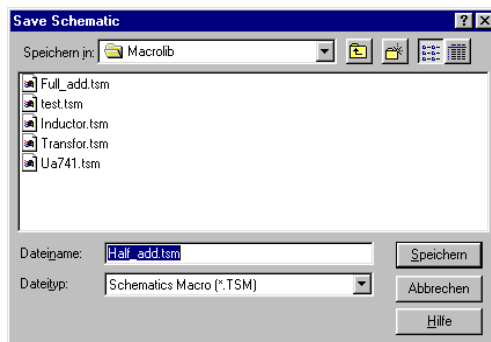 Save Schematic
Speichern in: Macrolib
Full_add.tsm
test.tsm
Inductor.tsm
Transfor.tsm
Ua741.tsm
Dateiname: Half_add.tsm Speichern
Dateityp: Schematics Macro (*.TSM) Abbrechen
Hilfe